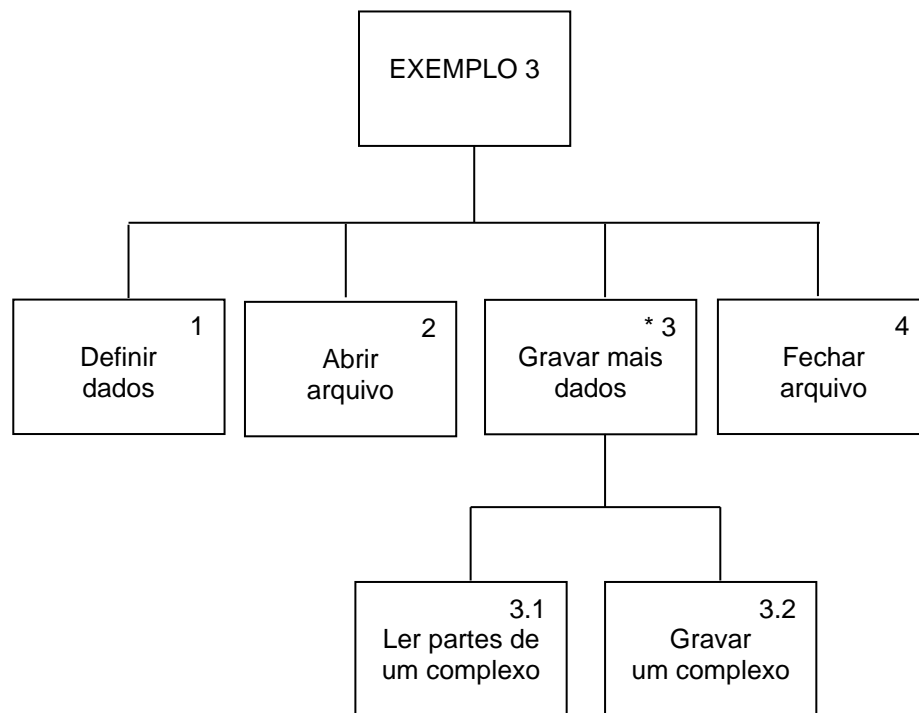 EXEMPLO 3
1
Definir
dados
2
Abrir
arquivo
* 3
Gravar mais
dados
4
Fechar
arquivo
3.1
Ler partes de
um complexo
3.2
Gravar
um complexo